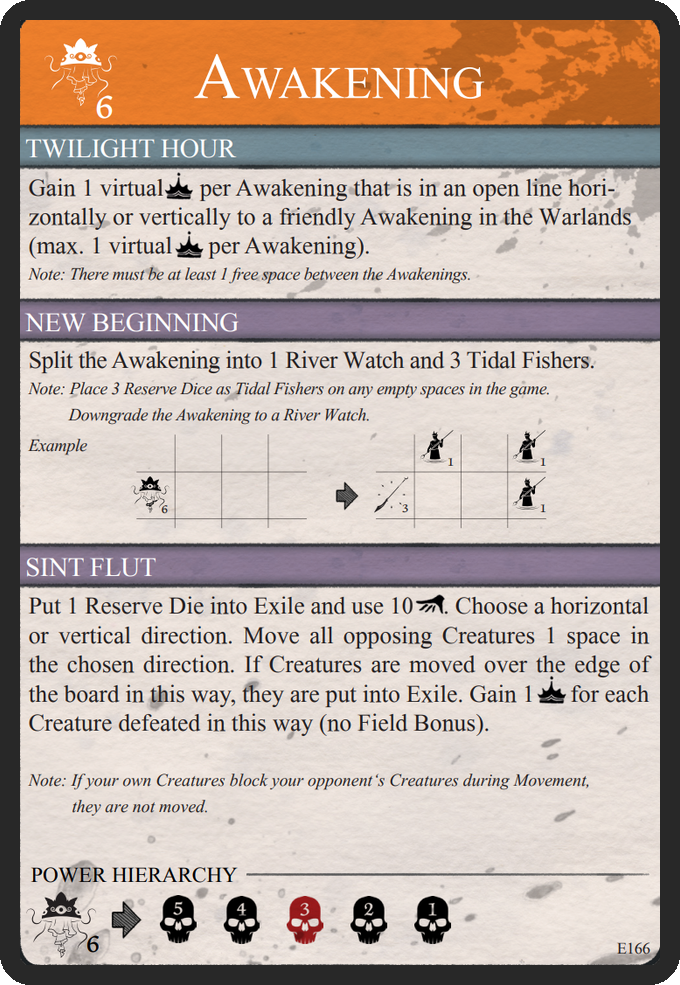 6
AWAKENING
TWILIGHT HOUR
Gain 1 virtual per Awakening that is in an open line hori-
zontally or vertically to a friendly Awakening in the Warlands
(max. 1 virtual per Awakening).
Note: There must be at least 1 free space between the Awakenings.
NEW BEGINNING
Split the Awakening into 1 River Watch and 3 Tidal Fishers.
Note: Place 3 Reserve Dice as Tidal Fishers on any empty spaces in the game.
Downgrade the Awakening to a River Watch.
Example
1 1
6 3 1
SINT FLUT
Put 1 Reserve Die into Exile and use 10 . Choose a horizontal
or vertical direction. Move all opposing Creatures 1 space in
the chosen direction. If Creatures are moved over the edge of
the board in this way, they are put into Exile. Gain 1 for each
Creature defeated in this way (no Field Bonus).
Note: If your own Creatures block your opponent‘s Creatures during Movement,
they are not moved.
POWER HIERARCHY
6 5 4 3 2 1
E166